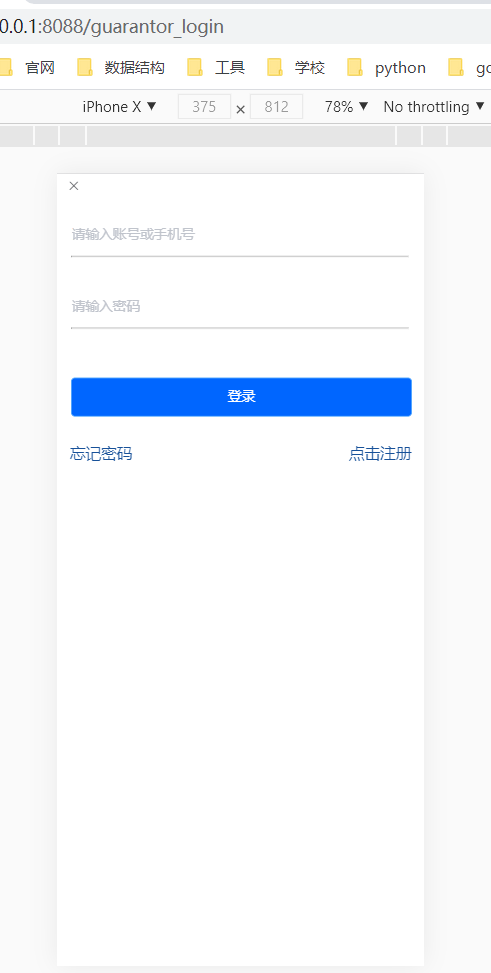 0.0.1:8088/guarantor_login
官网 数据结构 工具 学校 python go
iPhone X ▼ 375 × 812 78% ▼ No throttling ▼
×
请输入账号或手机号
请输入密码
登录
忘记密码 点击注册